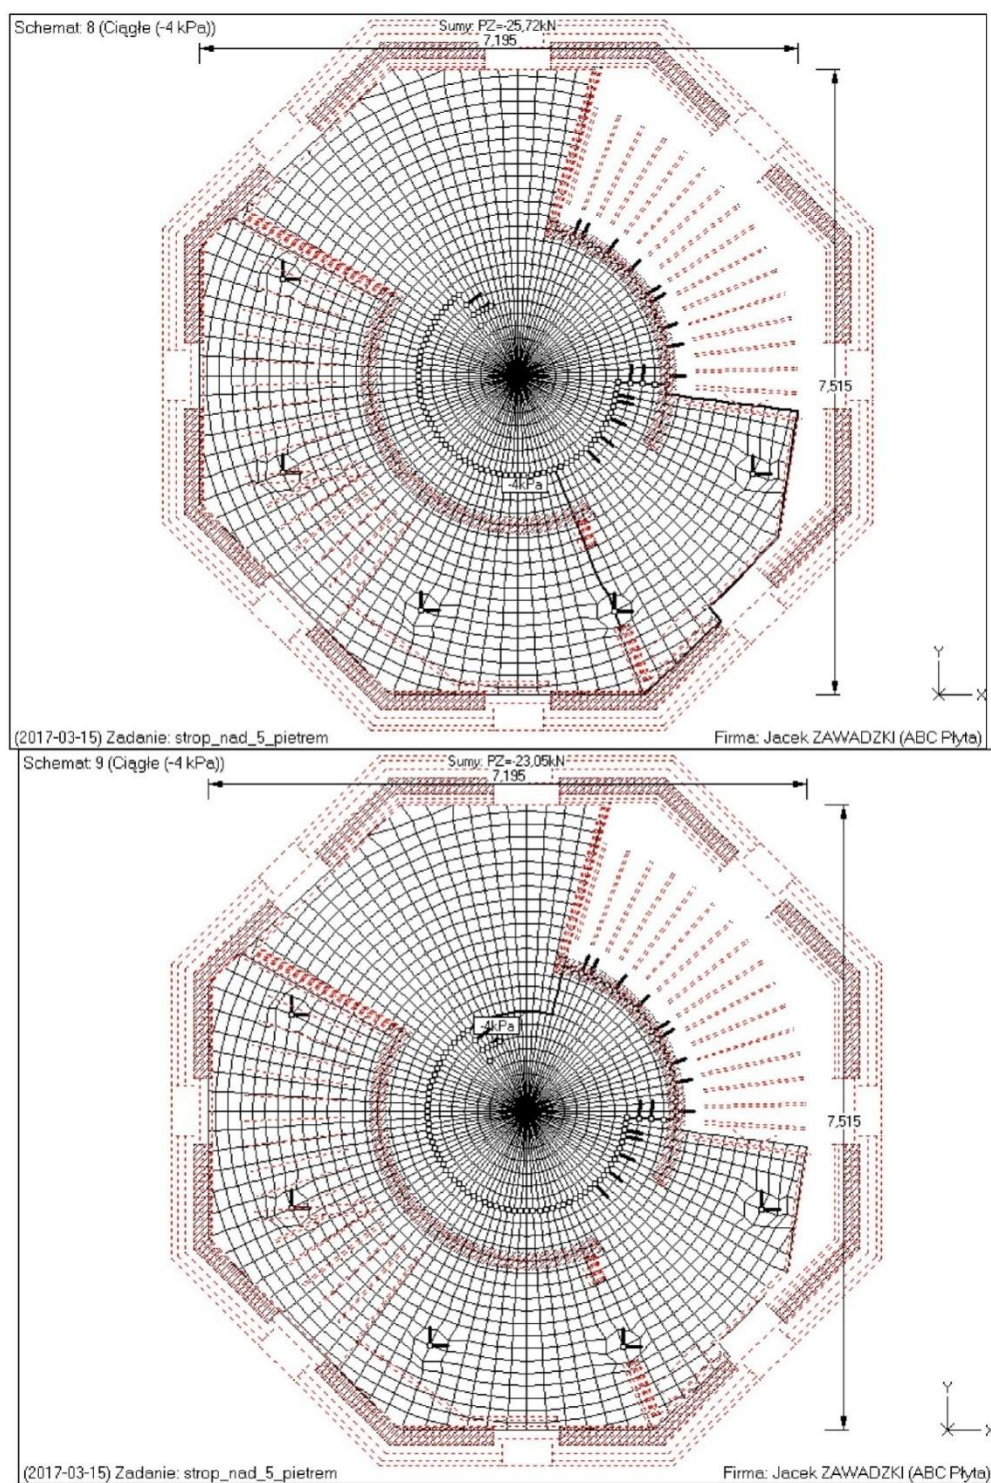 Schemat: 8 (Ciągłe (-4 kPa))
Sumy: PZ=-25,72kN
7,195
7,515
-4kPa
Y
X
(2017-03-15) Zadanie: strop_nad_5_pietrem
Firma: Jacek ZAWADZKI (ABC Płyta)
Schemat: 9 (Ciągłe (-4 kPa))
Sumy: PZ=-23,05kN
7,195
-4kPa
7,515
Y
X
(2017-03-15) Zadanie: strop_nad_5_pietrem
Firma: Jacek ZAWADZKI (ABC Płyta)